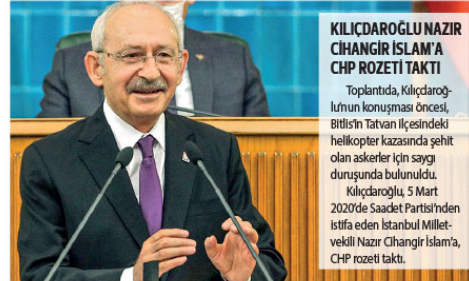 KILIÇDAROĞLU NAZIR
CİHANGİR İSLAM'A
CHP ROZETİ TAKTI
Toplantıda, Kılıçdaroğ-
lu'nun konuşması öncesi,
Bitlis'in Tatvan ilçesindeki
helikopter kazasında şehit
olan askerler için saygı
duruşunda bulunuldu.
Kılıçdaroğlu, 5 Mart
2020'de Saadet Partisi'nden
istifa eden İstanbul Millet-
vekili Nazır Cihangir İslam'a,
CHP rozeti taktı.